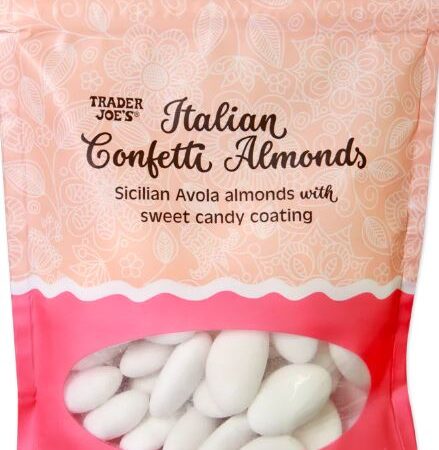 TRADER
JOE'S®
Italian
Confetti Almonds
Sicilian Avola almonds with
sweet candy coating